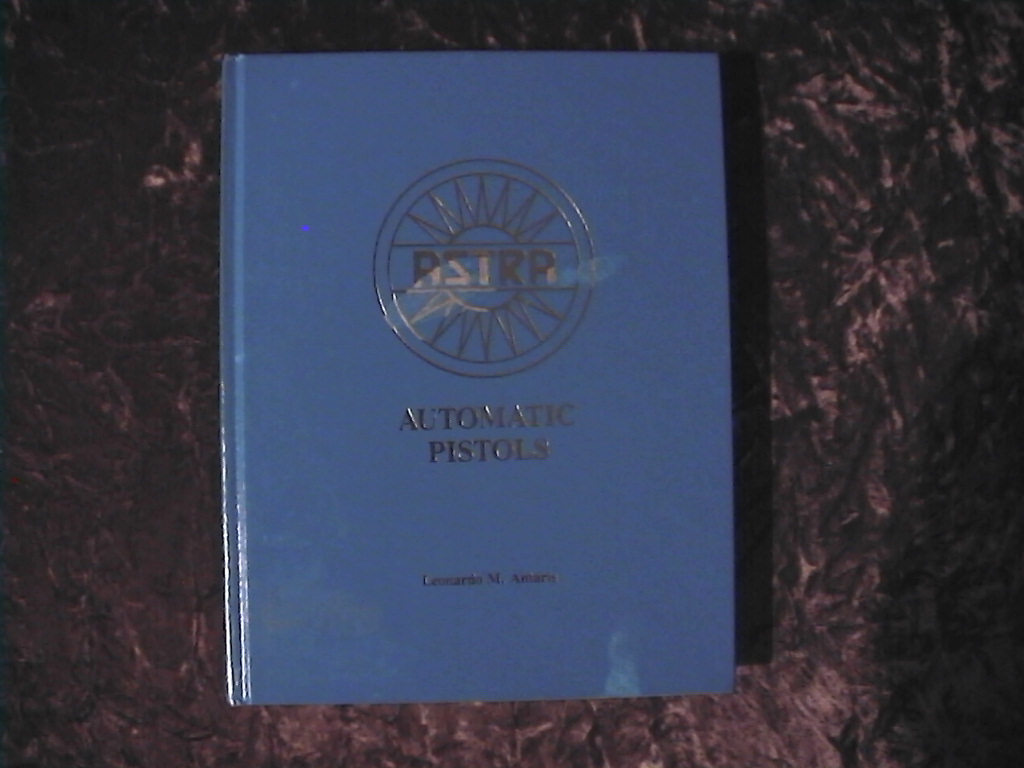 ASTRA
AUTOMATIC
PISTOLS
Leonardo M. Antaris